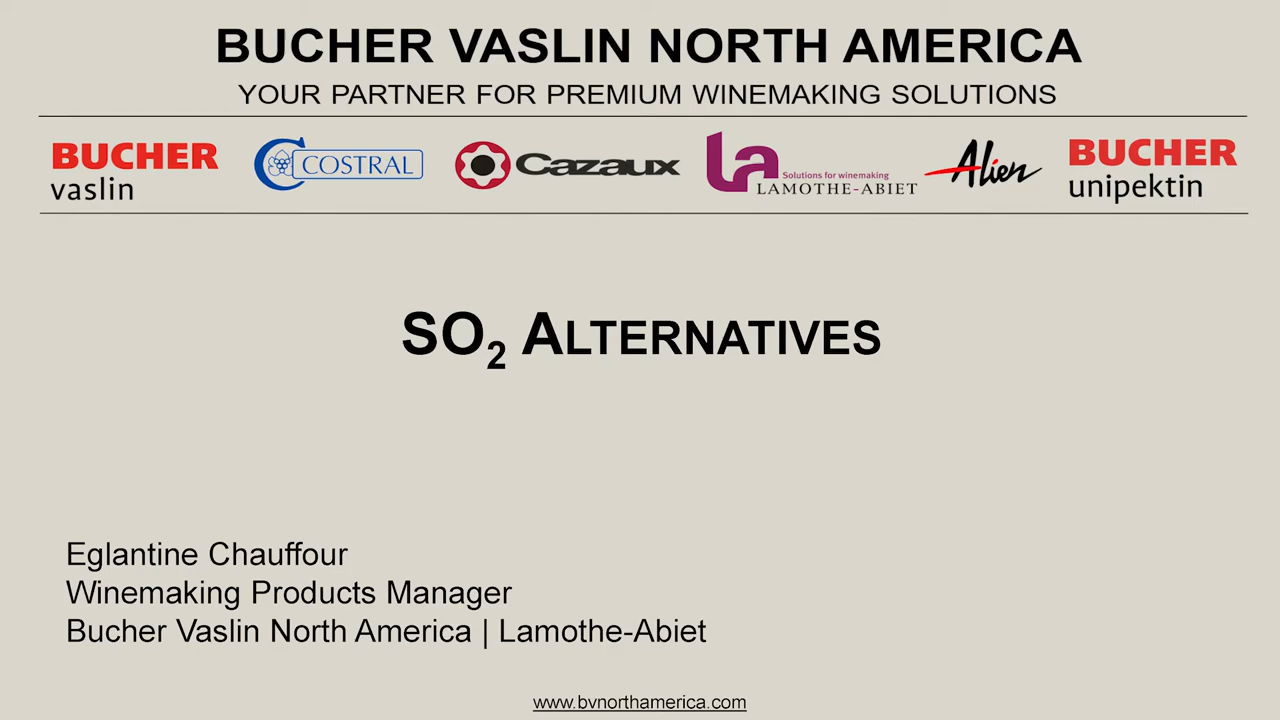 BUCHER VASLIN NORTH AMERICA
YOUR PARTNER FOR PREMIUM WINEMAKING SOLUTIONS
BUCHER
vaslin
COSTRAL
Cazaux
La
Solutions for winemaking
LAMOTHE-ABIET
Alien
BUCHER
unipektin
SO₂ ALTERNATIVES
Eglantine Chauffour
Winemaking Products Manager
Bucher Vaslin North America | Lamothe-Abiet
www.bvnorthamerica.com